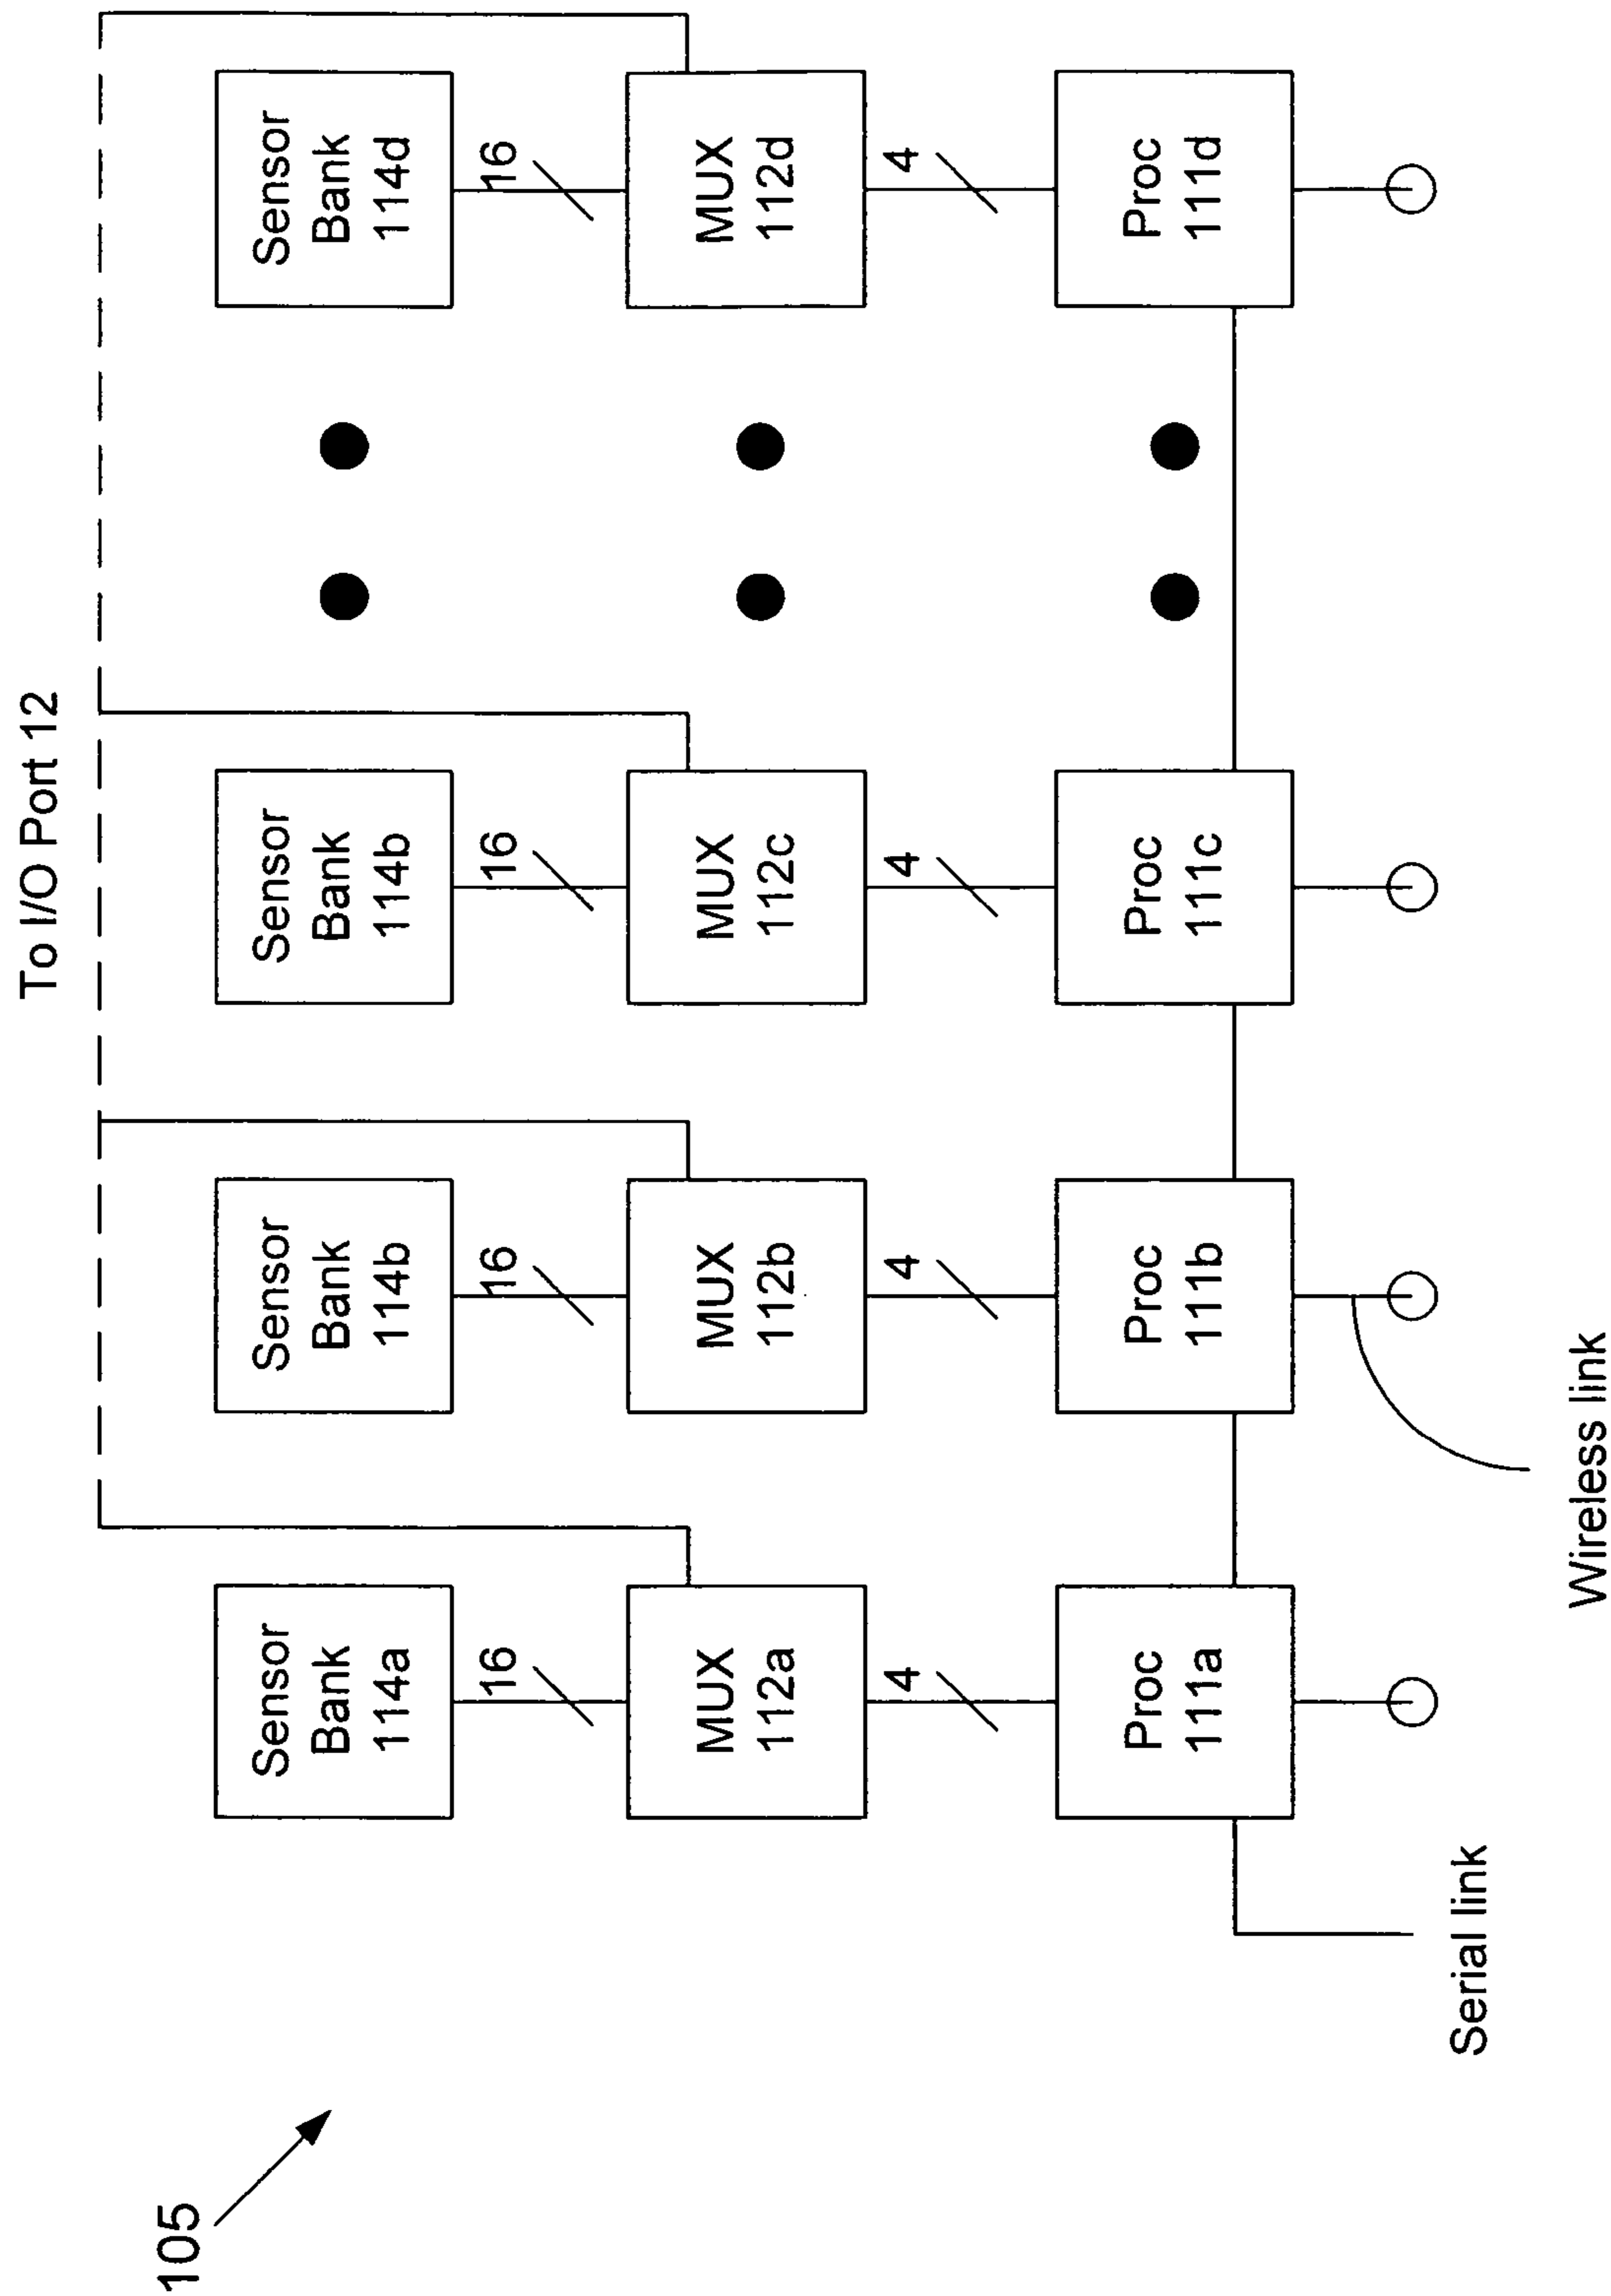 To I/O Port 12
Sensor
Bank
114a
Sensor
Bank
114b
Sensor
Bank
114b
Sensor
Bank
114d
16
16
16
16
MUX
112a
MUX
112b
MUX
112c
MUX
112d
4
4
4
4
Proc
111a
Proc
111b
Proc
111c
Proc
111d
Serial link
Wireless link
105